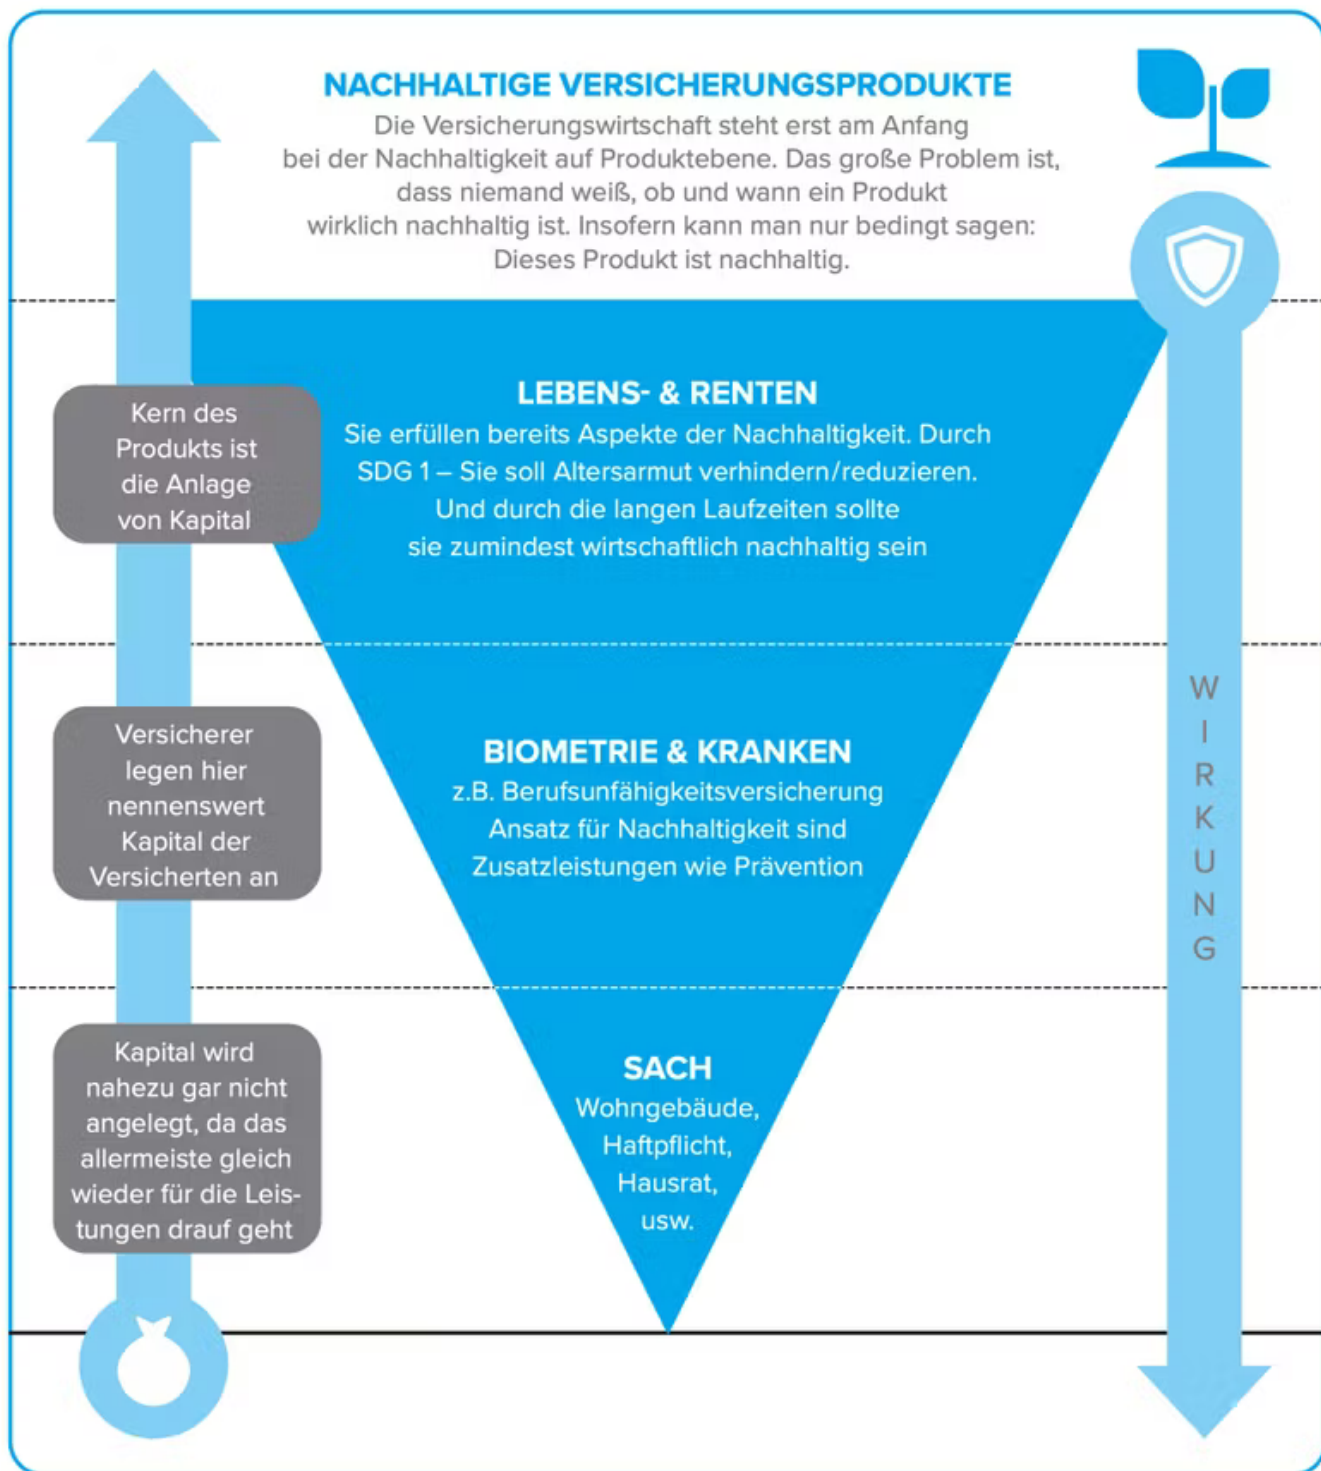 NACHHALTIGE VERSICHERUNGSPRODUKTE
Die Versicherungswirtschaft steht erst am Anfang
bei der Nachhaltigkeit auf Produktebene. Das große Problem ist,
dass niemand weiß, ob und wann ein Produkt
wirklich nachhaltig ist. Insofern kann man nur bedingt sagen:
Dieses Produkt ist nachhaltig.
Kern des
Produkts ist
die Anlage
von Kapital
LEBENS- & RENTEN
Sie erfüllen bereits Aspekte der Nachhaltigkeit. Durch
SDG 1 – Sie soll Altersarmut verhindern/reduzieren.
Und durch die langen Laufzeiten sollte
sie zumindest wirtschaftlich nachhaltig sein
Versicherer
legen hier
nennenswert
Kapital der
Versicherten an
BIOMETRIE & KRANKEN
z.B. Berufsunfähigkeitsversicherung
Ansatz für Nachhaltigkeit sind
Zusatzleistungen wie Prävention
WIRKUNG
Kapital wird
nahezu gar nicht
angelegt, da das
allermeiste gleich
wieder für die Leis-
tungen drauf geht
SACH
Wohngebäude,
Haftpflicht,
Hausrat,
usw.